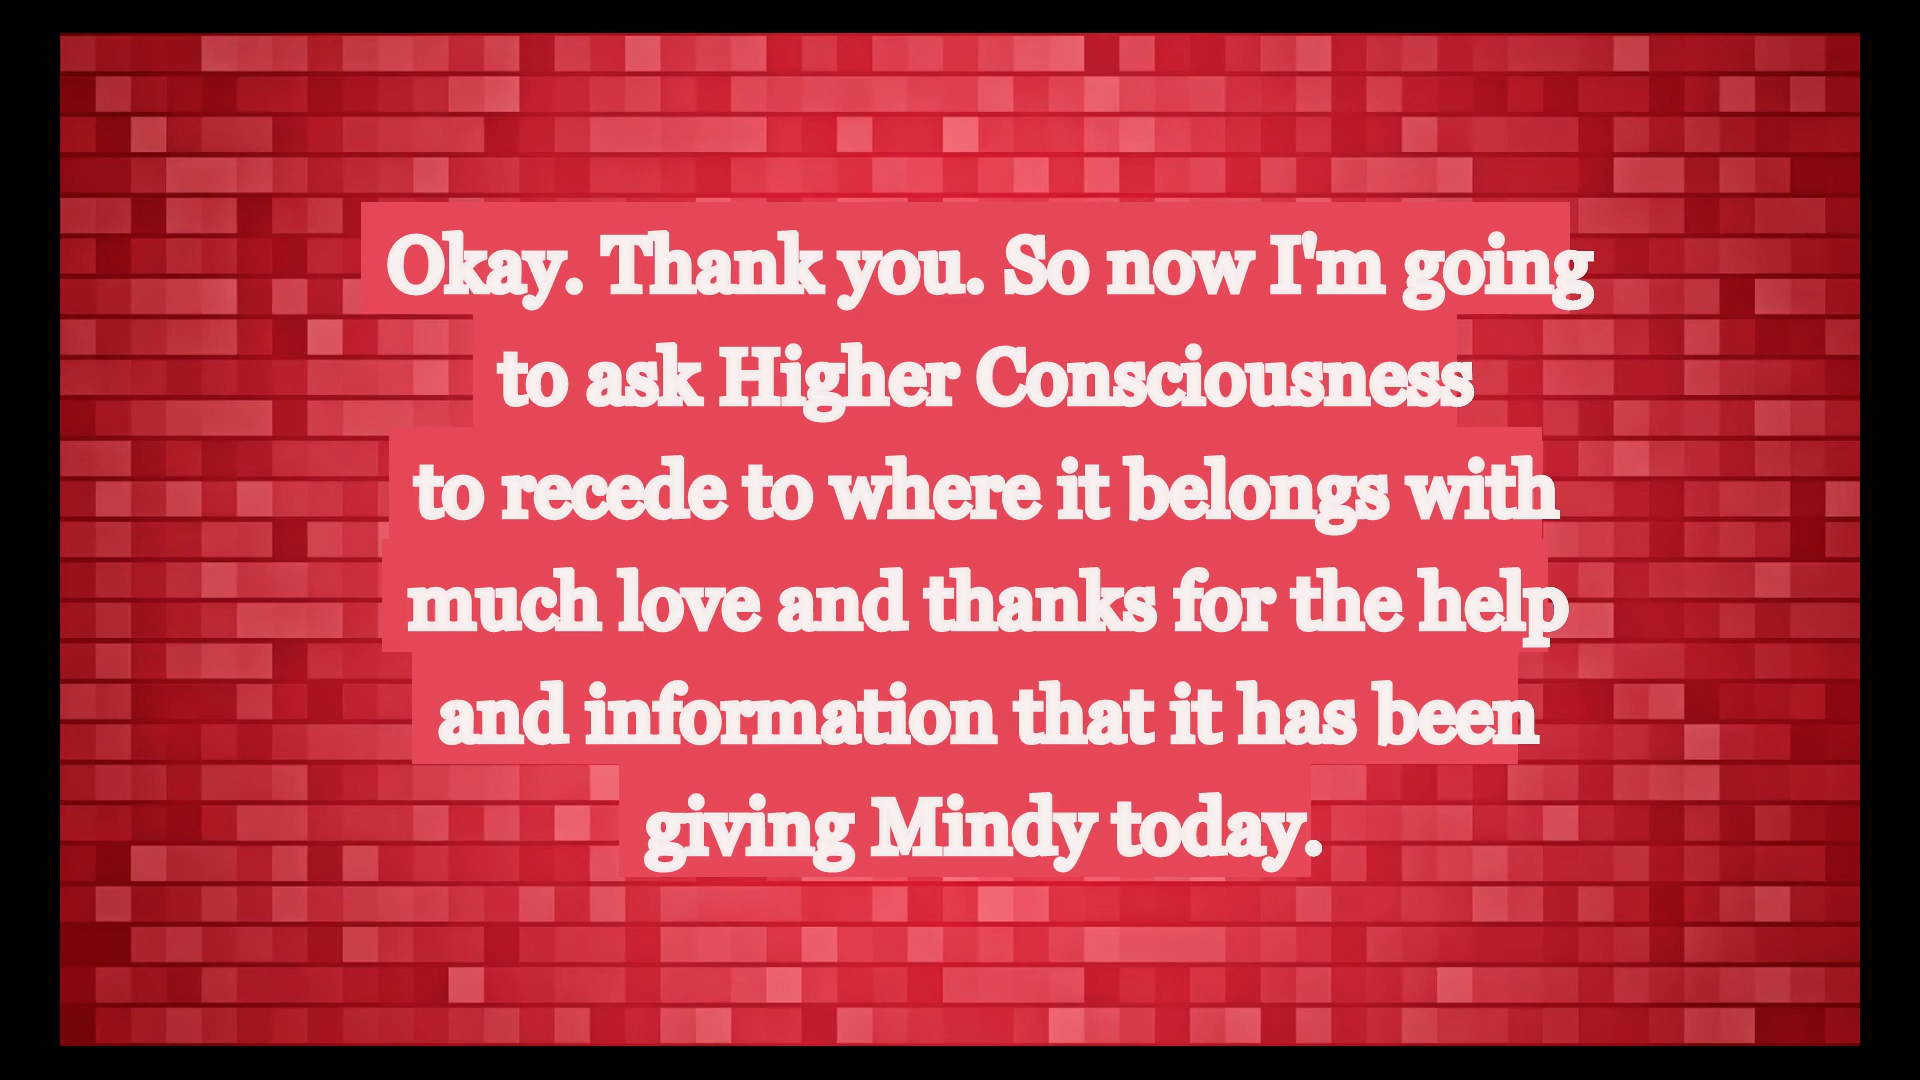 Okay. Thank you. So now I'm going
to ask Higher Consciousness
to recede to where it belongs with
much love and thanks for the help
and information that it has been
giving Mindy today.